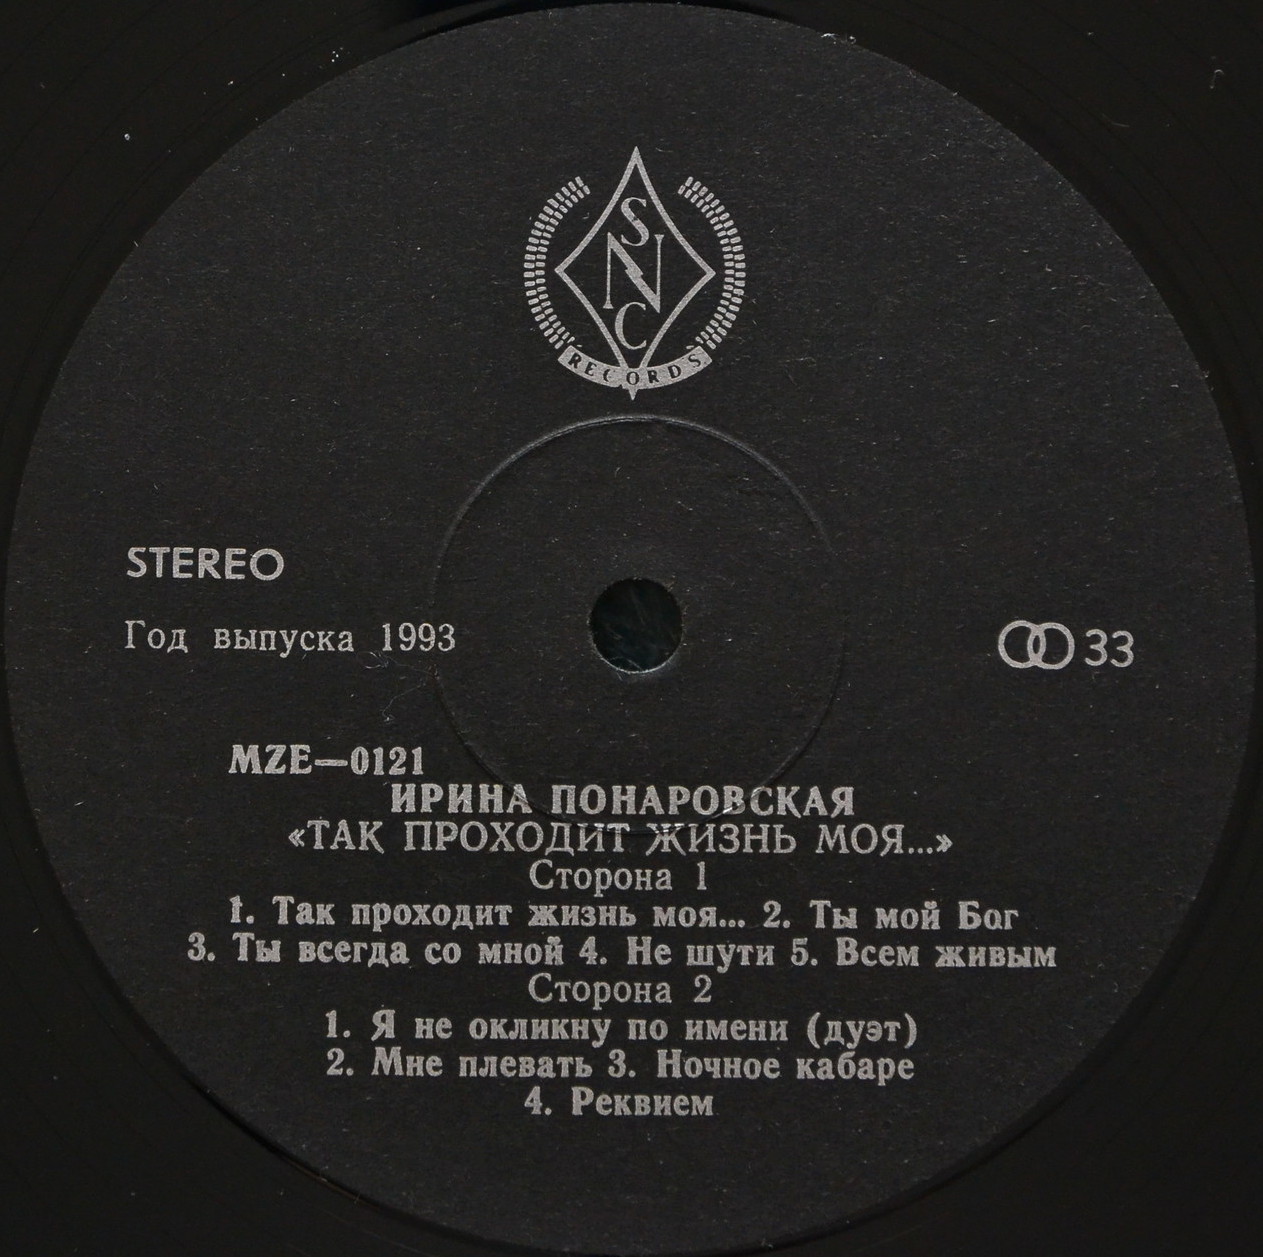 S
N
C
RECORDS
STEREO
Год выпуска 1993
33
MZE—0121
ИРИНА ПОНАРОВСКАЯ
«ТАК ПРОХОДИТ ЖИЗНЬ МОЯ...»
Сторона 1
1. Так проходит жизнь моя... 2. Ты мой Бог
3. Ты всегда со мной 4. Не шути 5. Всем живым
Сторона 2
1. Я не окликну по имени (дуэт)
2. Мне плевать 3. Ночное кабаре
4. Реквием